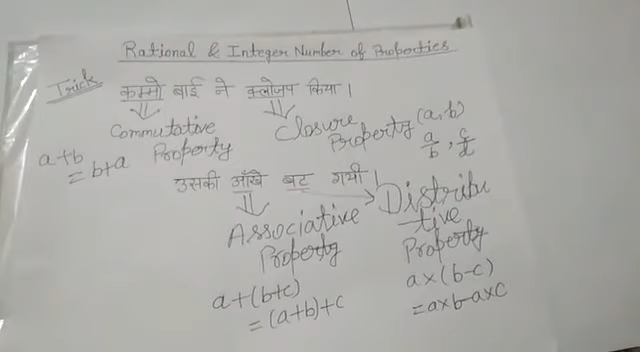 Rational & Integer Number of Properties
Trick
कम्मो बाई ने क्लोजप किया।
Commutative Property
a+b
= b+a
Closure Property (a, b)
a/b, c/d
उसकी आँखे बट गयी।
Associative Property
Distributive Property
a+(b+c)
= (a+b)+c
a×(b-c)
= a×b-a×c